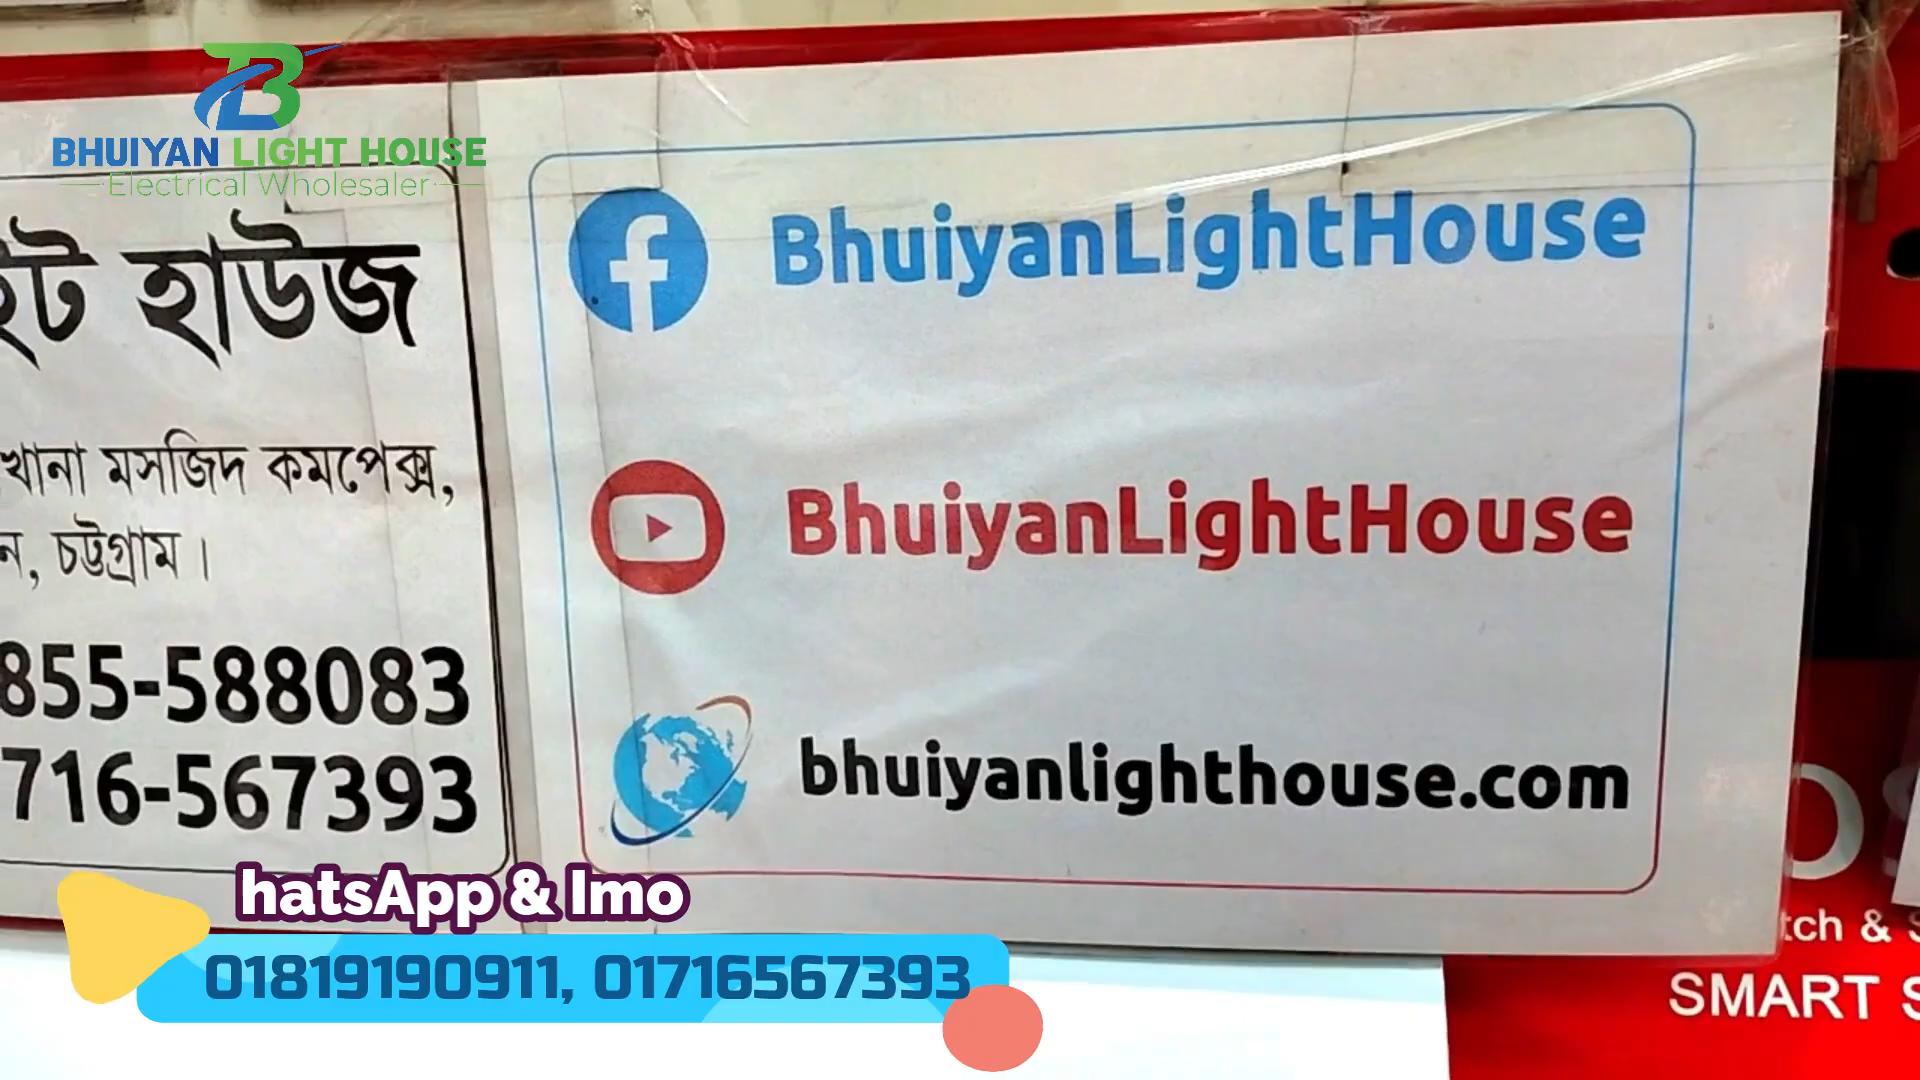 BHUIYAN LIGHT HOUSE
Electrical Wholesaler
ইট হাউজ
খানা মসজিদ কমপেক্স,
ন, চট্টগ্রাম।
855-588083
716-567393
BhuiyanLightHouse
BhuiyanLightHouse
bhuiyanlighthouse.com
hatsApp & Imo
01819190911, 01716567393
tch & S
SMART S